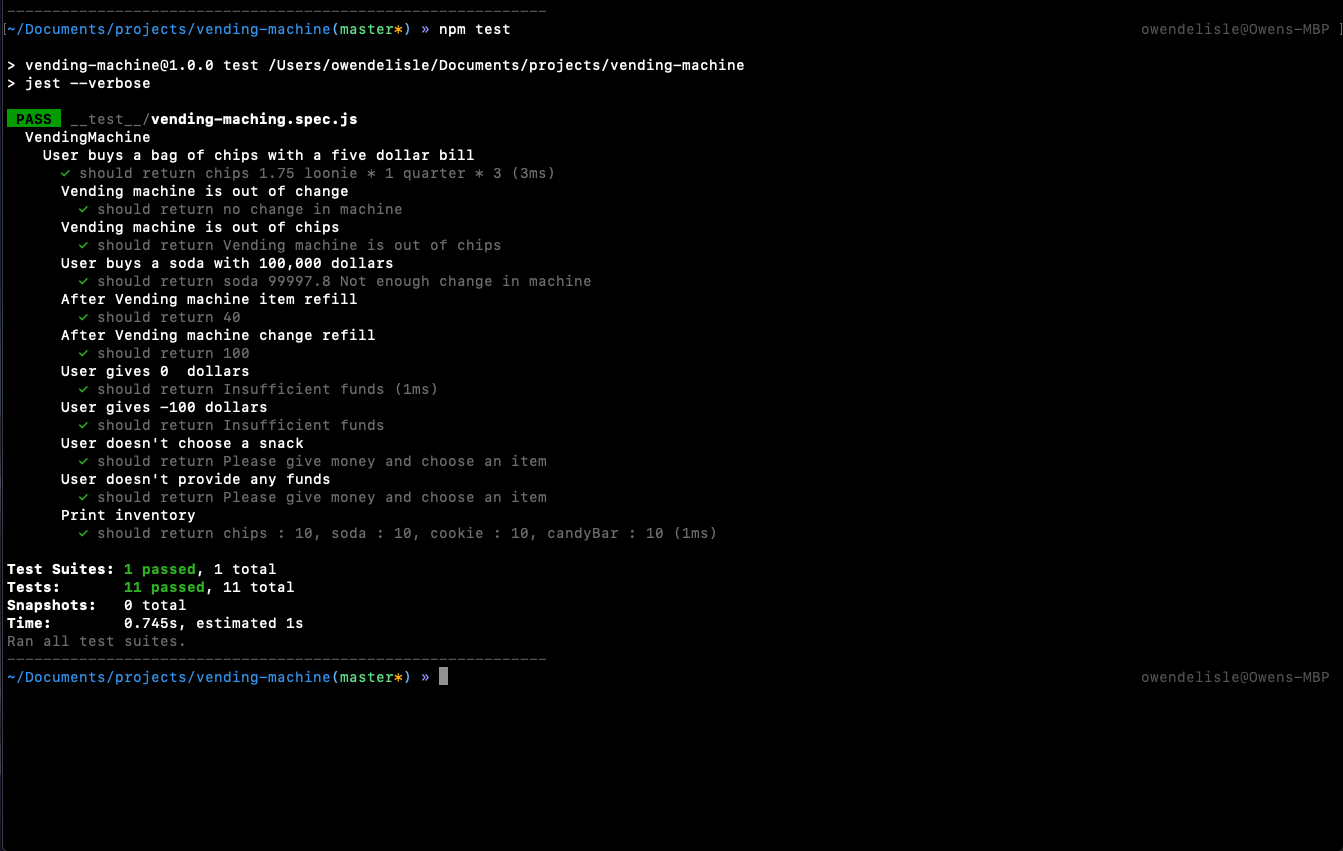 ~/Documents/projects/vending-machine(master*) » npm test owendelisle@Owens-MBP
> vending-machine@1.0.0 test /Users/owendelisle/Documents/projects/vending-machine
> jest --verbose
PASS __test__/vending-maching.spec.js
VendingMachine
User buys a bag of chips with a five dollar bill
✓ should return chips 1.75 loonie * 1 quarter * 3 (3ms)
Vending machine is out of change
✓ should return no change in machine
Vending machine is out of chips
✓ should return Vending machine is out of chips
User buys a soda with 100,000 dollars
✓ should return soda 99997.8 Not enough change in machine
After Vending machine item refill
✓ should return 40
After Vending machine change refill
✓ should return 100
User gives 0  dollars
✓ should return Insufficient funds (1ms)
User gives -100 dollars
✓ should return Insufficient funds
User doesn't choose a snack
✓ should return Please give money and choose an item
User doesn't provide any funds
✓ should return Please give money and choose an item
Print inventory
✓ should return chips : 10, soda : 10, cookie : 10, candyBar : 10 (1ms)
Test Suites: 1 passed, 1 total
Tests: 11 passed, 11 total
Snapshots: 0 total
Time: 0.745s, estimated 1s
Ran all test suites.
~/Documents/projects/vending-machine(master*) » owendelisle@Owens-MBP